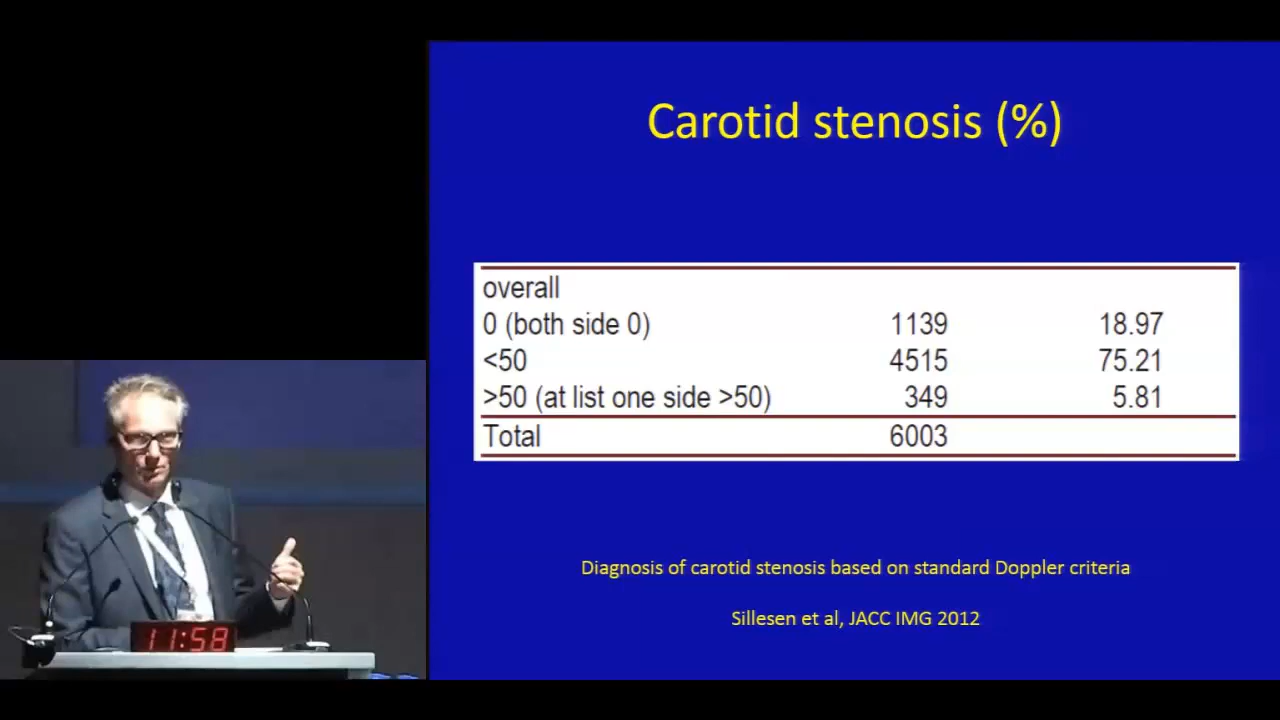 Carotid stenosis (%)
overall
0 (both side 0) 1139 18.97
<50 4515 75.21
>50 (at list one side >50) 349 5.81
Total 6003
Diagnosis of carotid stenosis based on standard Doppler criteria
Sillesen et al, JACC IMG 2012
11:58